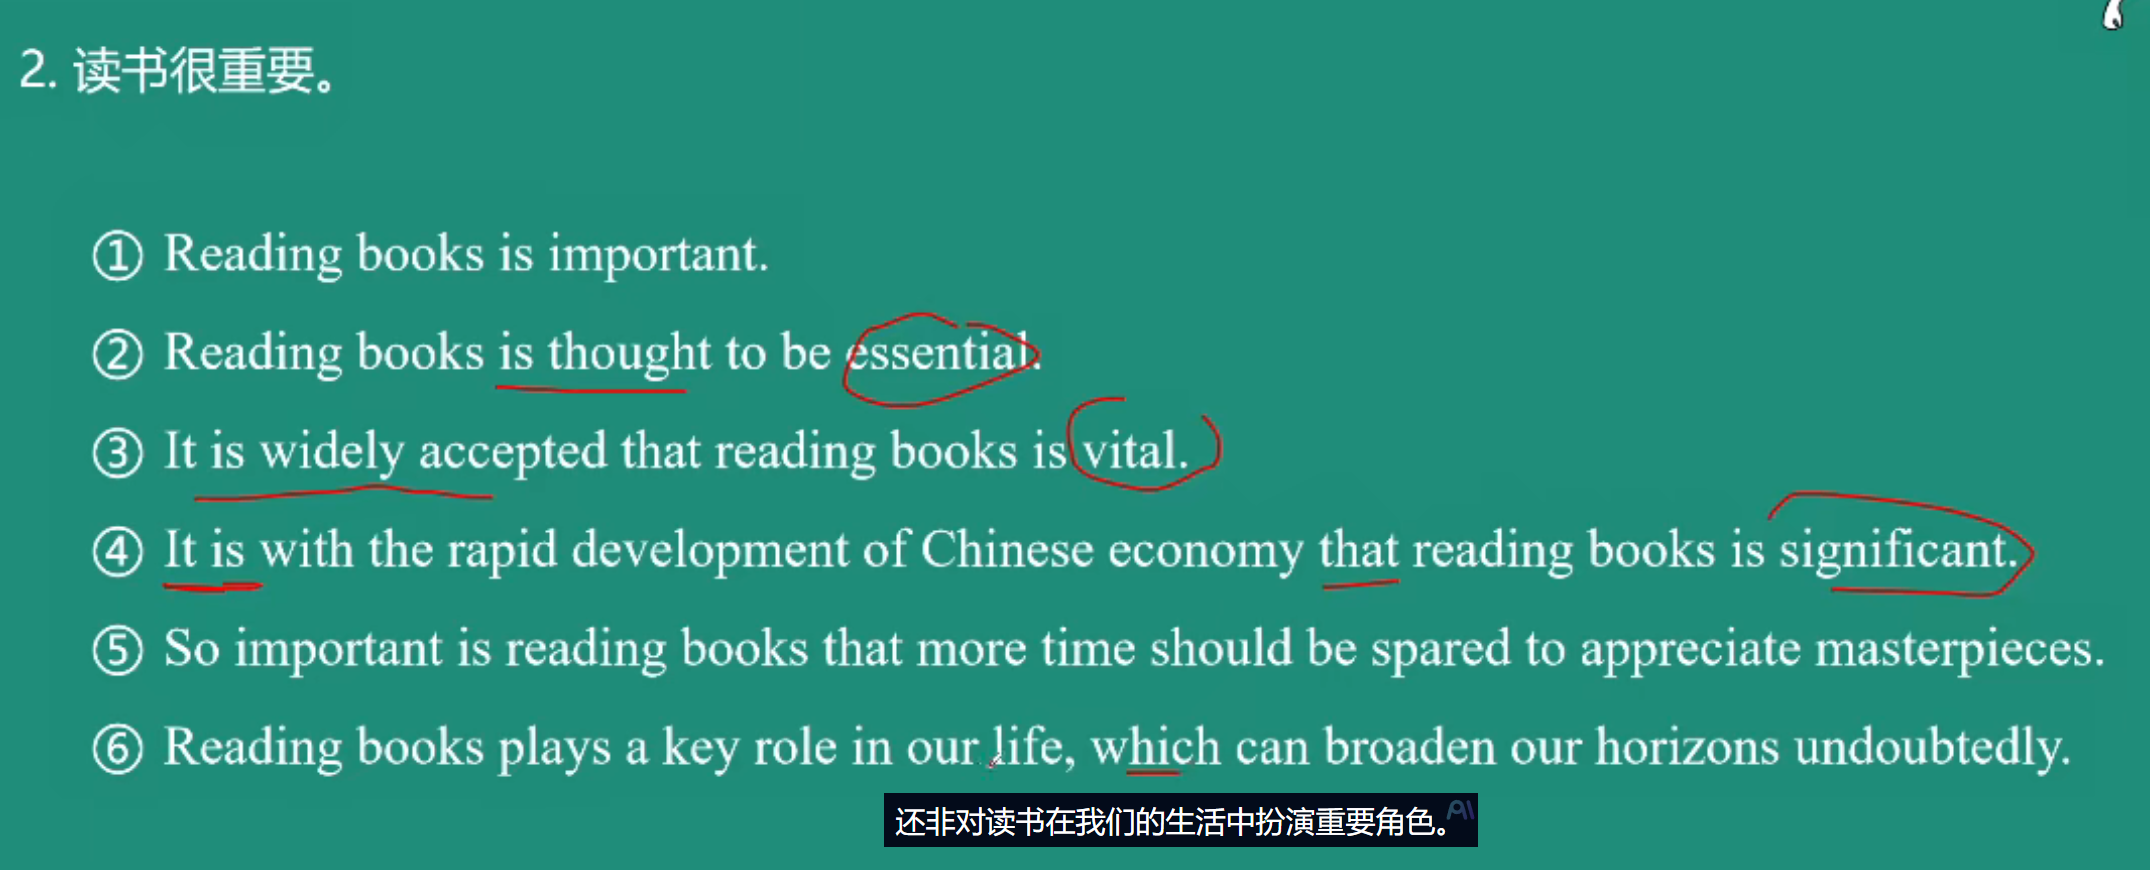 2. 读书很重要。
① Reading books is important.
② Reading books is thought to be essential.
③ It is widely accepted that reading books is vital.
④ It is with the rapid development of Chinese economy that reading books is significant.
⑤ So important is reading books that more time should be spared to appreciate masterpieces.
⑥ Reading books plays a key role in our life, which can broaden our horizons undoubtedly.
还非对读书在我们的生活中扮演重要角色。
AI